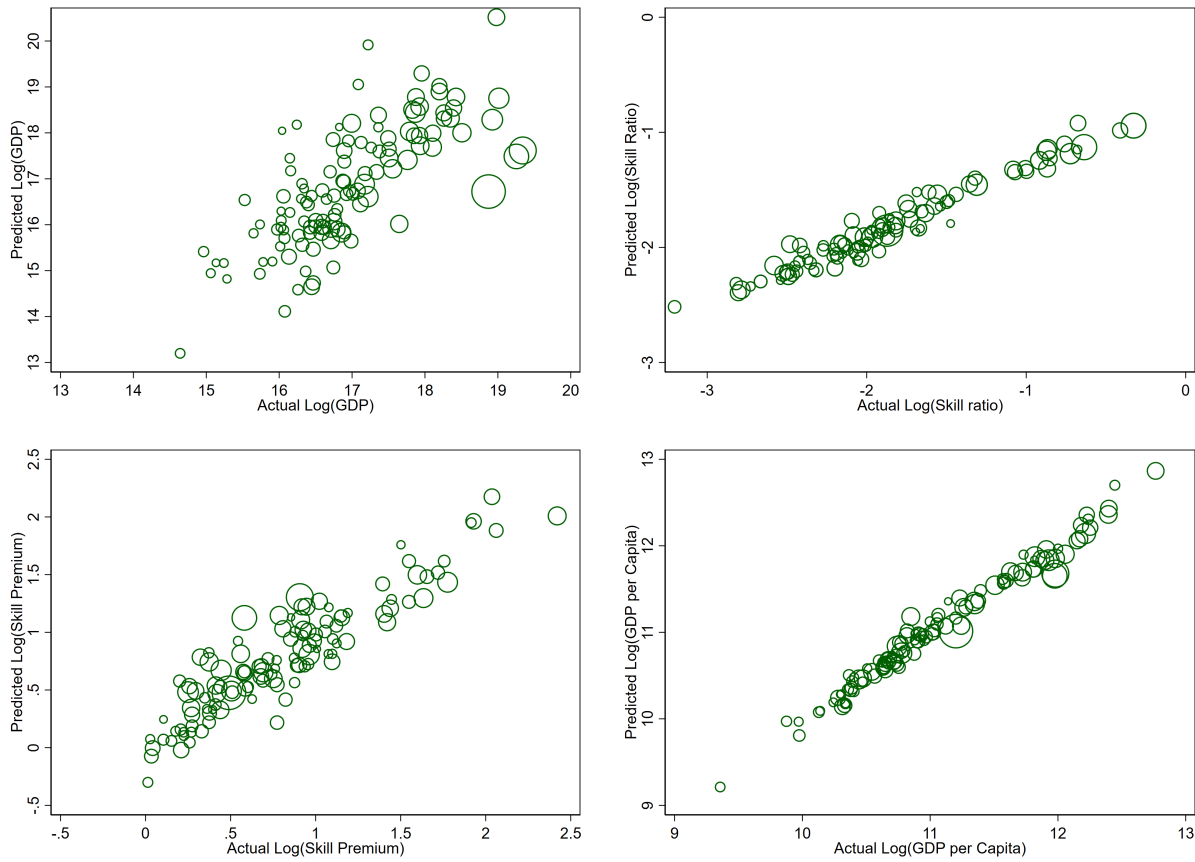 Predicted Log(GDP)
20
19
18
17
16
15
14
13
13 14 15 16 17 18 19 20
Actual Log(GDP)
Predicted Log(Skill Ratio)
0
-1
-2
-3
-3 -2 -1 0
Actual Log(Skill ratio)
Predicted Log(Skill Premium)
2.5
2
1.5
1
.5
0
-.5
-.5 0 .5 1 1.5 2 2.5
Actual Log(Skill Premium)
Predicted Log(GDP per Capita)
13
12
11
10
9
9 10 11 12 13
Actual Log(GDP per Capita)